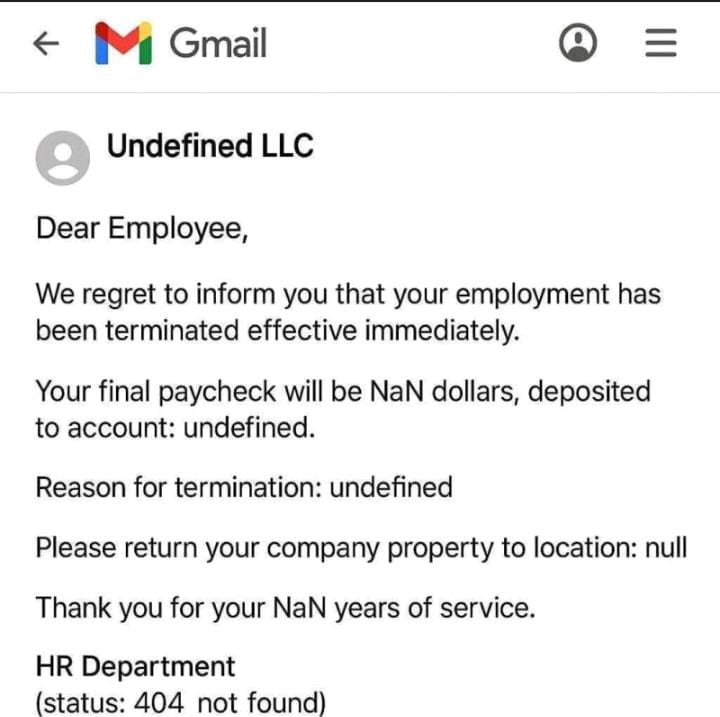 Gmail
Undefined LLC
Dear Employee,
We regret to inform you that your employment has
been terminated effective immediately.
Your final paycheck will be NaN dollars, deposited
to account: undefined.
Reason for termination: undefined
Please return your company property to location: null
Thank you for your NaN years of service.
HR Department
(status: 404 not found)